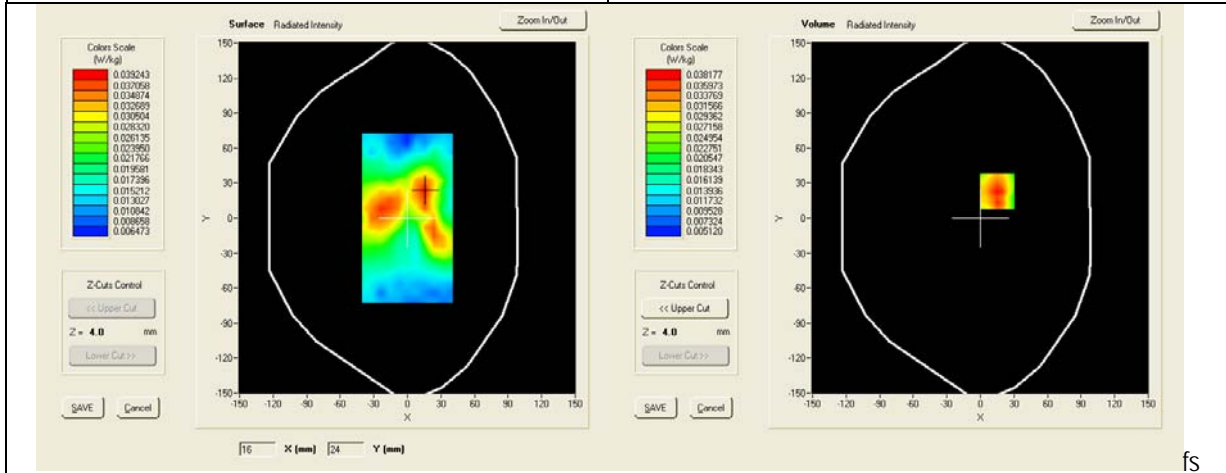 Surface Radiated Intensity
Zoom In/Out
Colors Scale
(W/kg)
0.039243
0.037058
0.034874
0.032689
0.030504
0.028320
0.026135
0.023950
0.021766
0.019581
0.017396
0.015212
0.013027
0.010842
0.008658
0.006473
Z-Cuts Control
<< Upper Cut
Z = 4.0 mm
Lower Cut >>
SAVE Cancel
150
120
90
60
30
0
-30
-60
-90
-120
-150
Y
-150 -120 -90 -60 -30 0 30 60 90 120 150
X
16 X (mm) 24 Y (mm)
Volume Radiated Intensity
Zoom In/Out
Colors Scale
(W/kg)
0.038177
0.035973
0.033769
0.031566
0.029362
0.027158
0.024954
0.022751
0.020547
0.018343
0.016139
0.013936
0.011732
0.009528
0.007324
0.005120
Z-Cuts Control
<< Upper Cut
Z = 4.0 mm
Lower Cut >>
SAVE Cancel
150
120
90
60
30
0
-30
-60
-90
-120
-150
Y
-150 -120 -90 -60 -30 0 30 60 90 120 150
X
fs